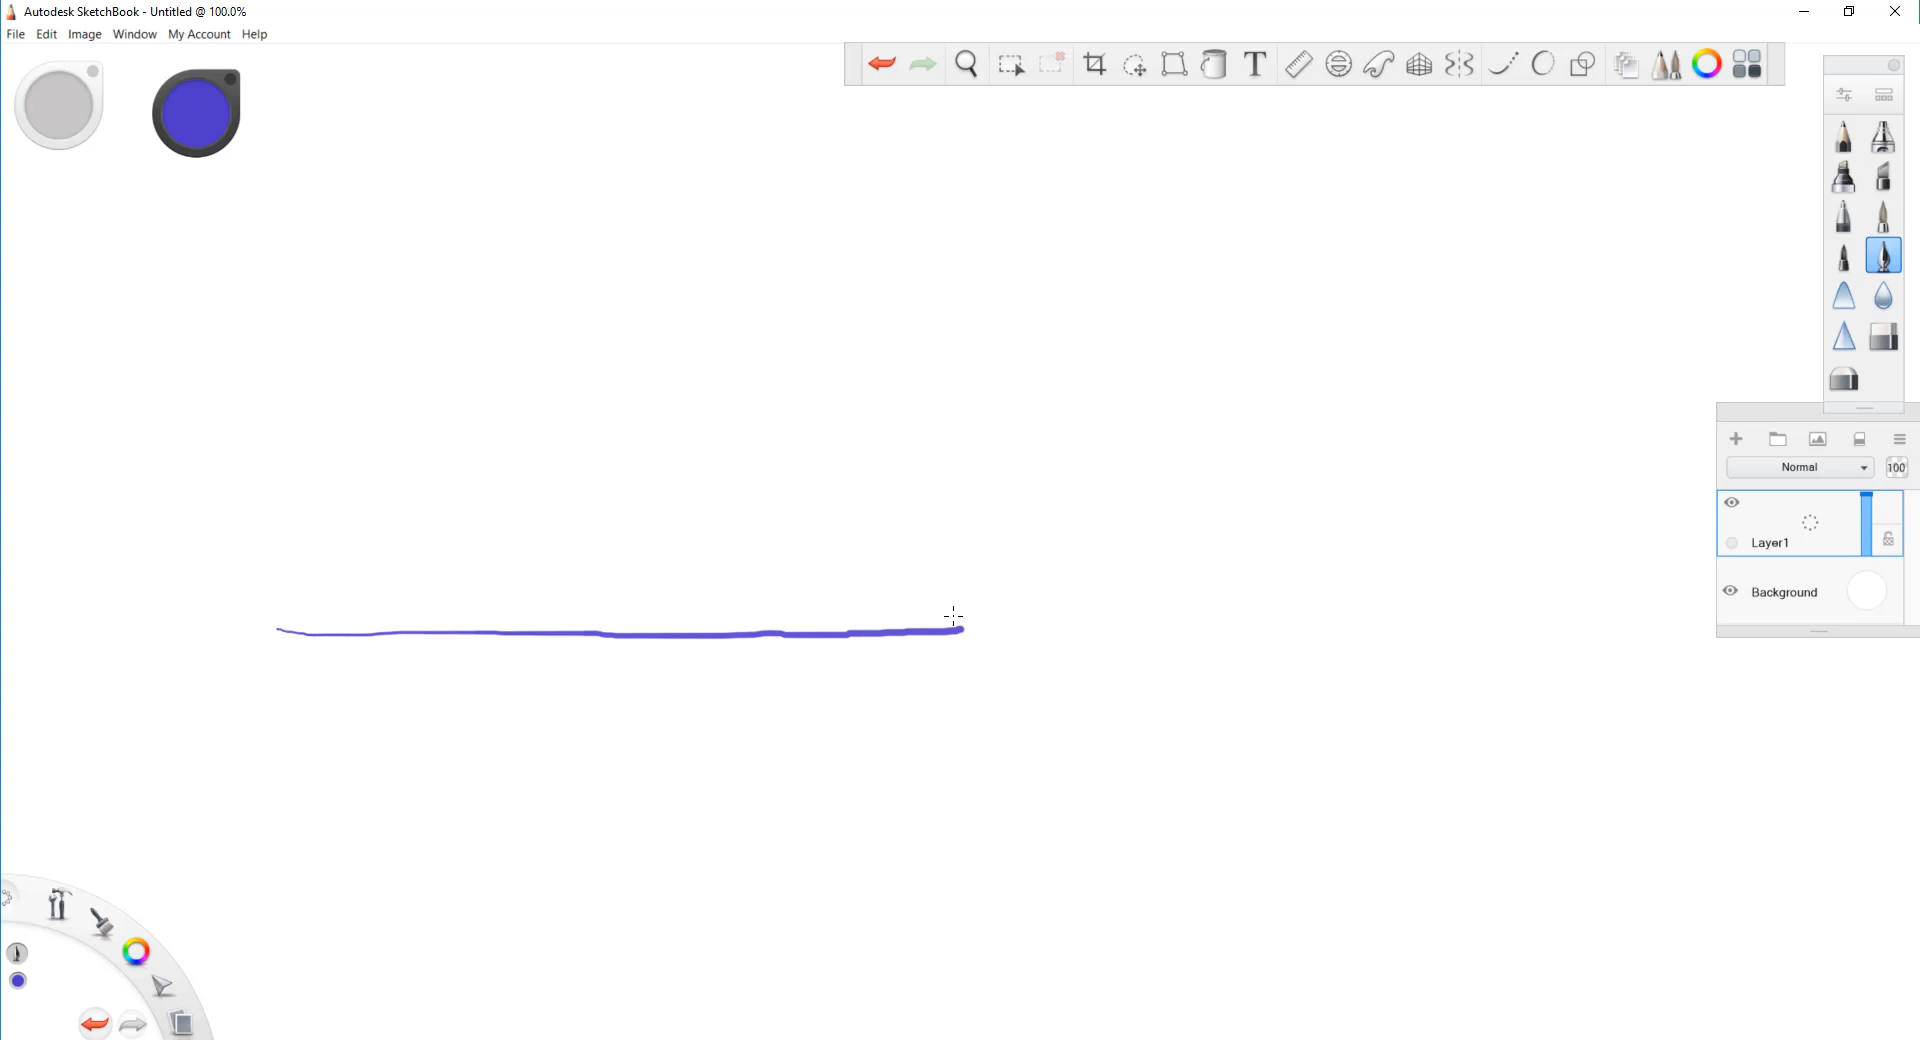 Autodesk SketchBook - Untitled @ 100.0%
File Edit Image Window My Account Help
T
Normal 100
Layer1
Background